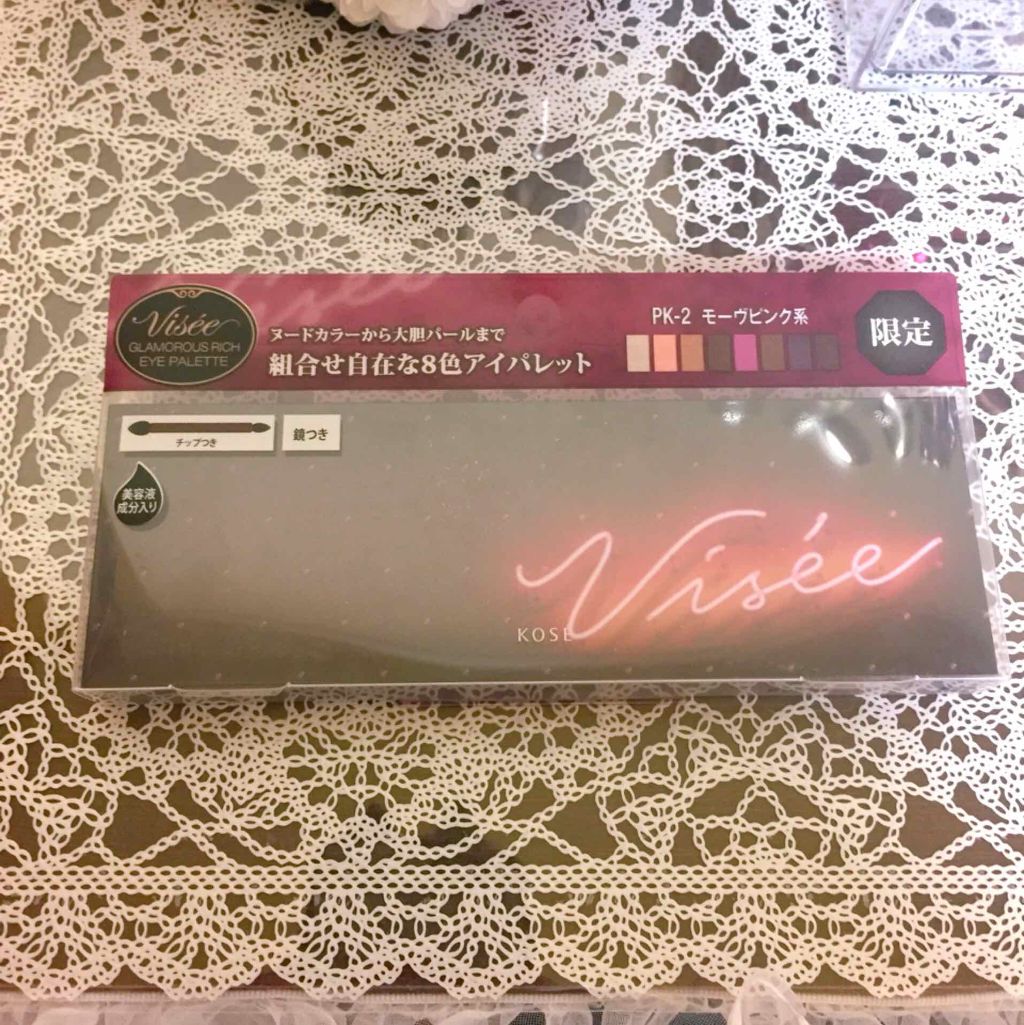 Visée
GLAMOROUS RICH
EYE PALETTE
ヌードカラーから大胆パールまで
組合せ自在な8色アイパレット
PK-2 モーヴピンク系
限定
チップつき
鏡つき
美容液
成分入り
Visée
KOSÉ